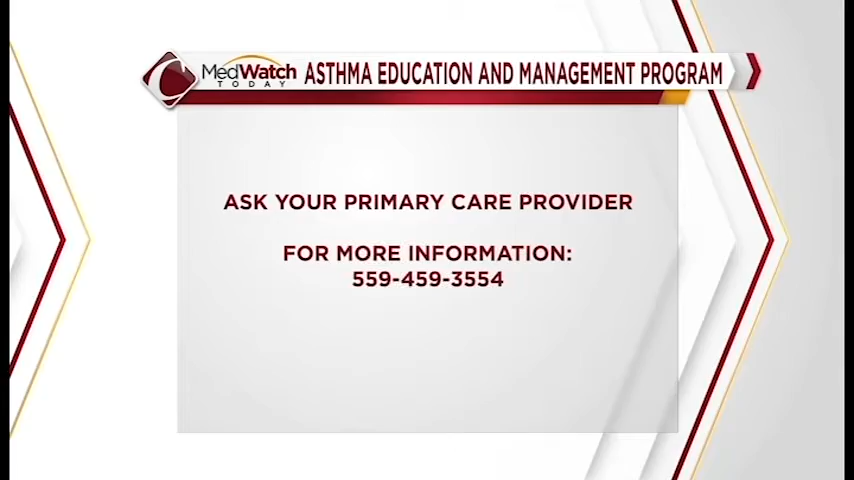 MedWatch TODAY ASTHMA EDUCATION AND MANAGEMENT PROGRAM
ASK YOUR PRIMARY CARE PROVIDER
FOR MORE INFORMATION:
559-459-3554